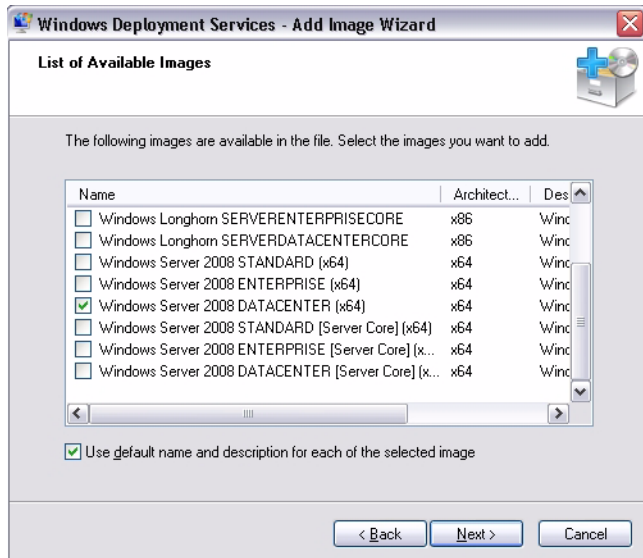 Windows Deployment Services - Add Image Wizard
List of Available Images
The following images are available in the file. Select the images you want to add.
Name Architect... Des
Windows Longhorn SERVERENTERPRISECORE x86 Winc
Windows Longhorn SERVERDATACENTERCORE x86 Winc
Windows Server 2008 STANDARD (x64) x64 Winc
Windows Server 2008 ENTERPRISE (x64) x64 Winc
Windows Server 2008 DATACENTER (x64) x64 Winc
Windows Server 2008 STANDARD [Server Core] (x64) x64 Winc
Windows Server 2008 ENTERPRISE [Server Core] (x... x64 Winc
Windows Server 2008 DATACENTER [Server Core] (x... x64 Winc
Use default name and description for each of the selected image
< Back Next > Cancel